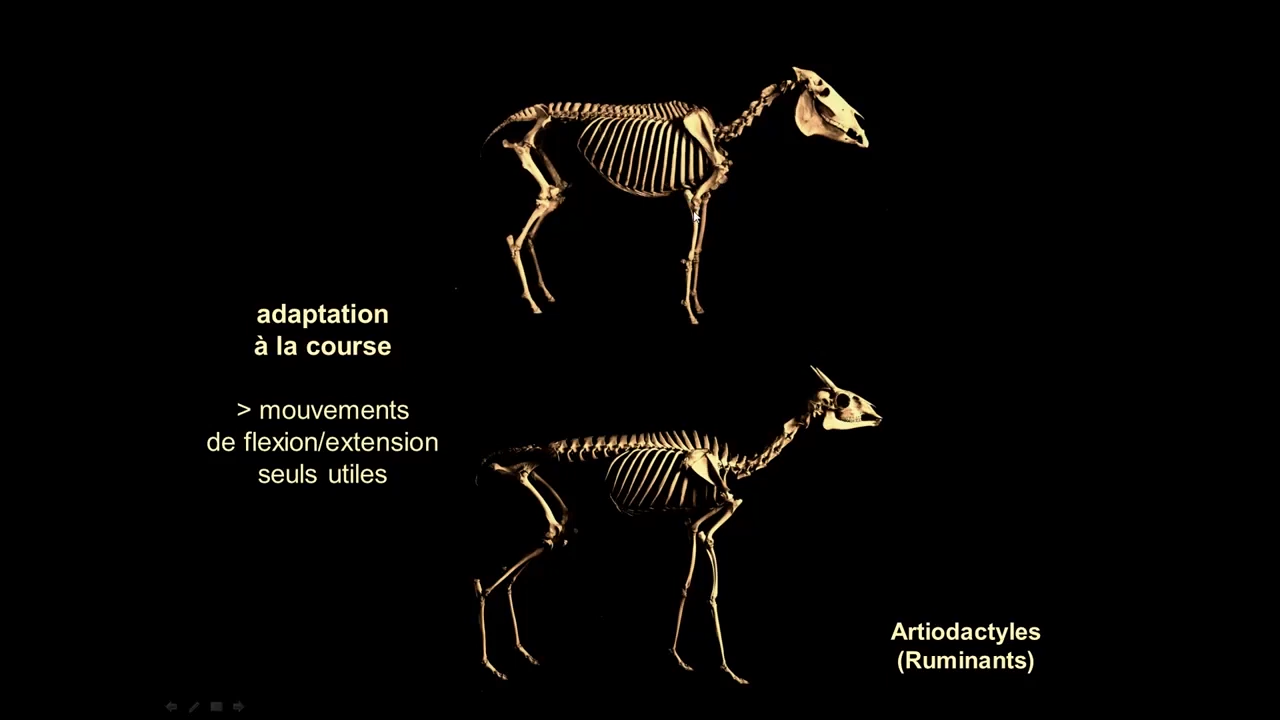 adaptation
à la course
> mouvements
de flexion/extension
seuls utiles
Artiodactyles
(Ruminants)